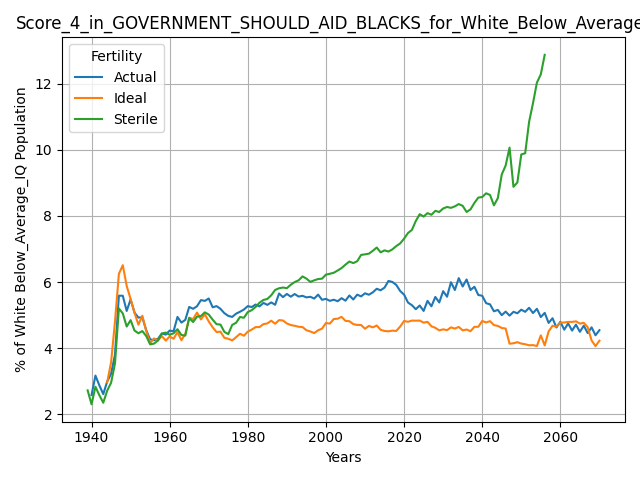 Score_4_in_GOVERNMENT_SHOULD_AID_BLACKS_for_White_Below_Average
Fertility
Actual
Ideal
Sterile
% of White Below_Average_IQ Population
12
10
8
6
4
2
1940 1960 1980 2000 2020 2040 2060
Years